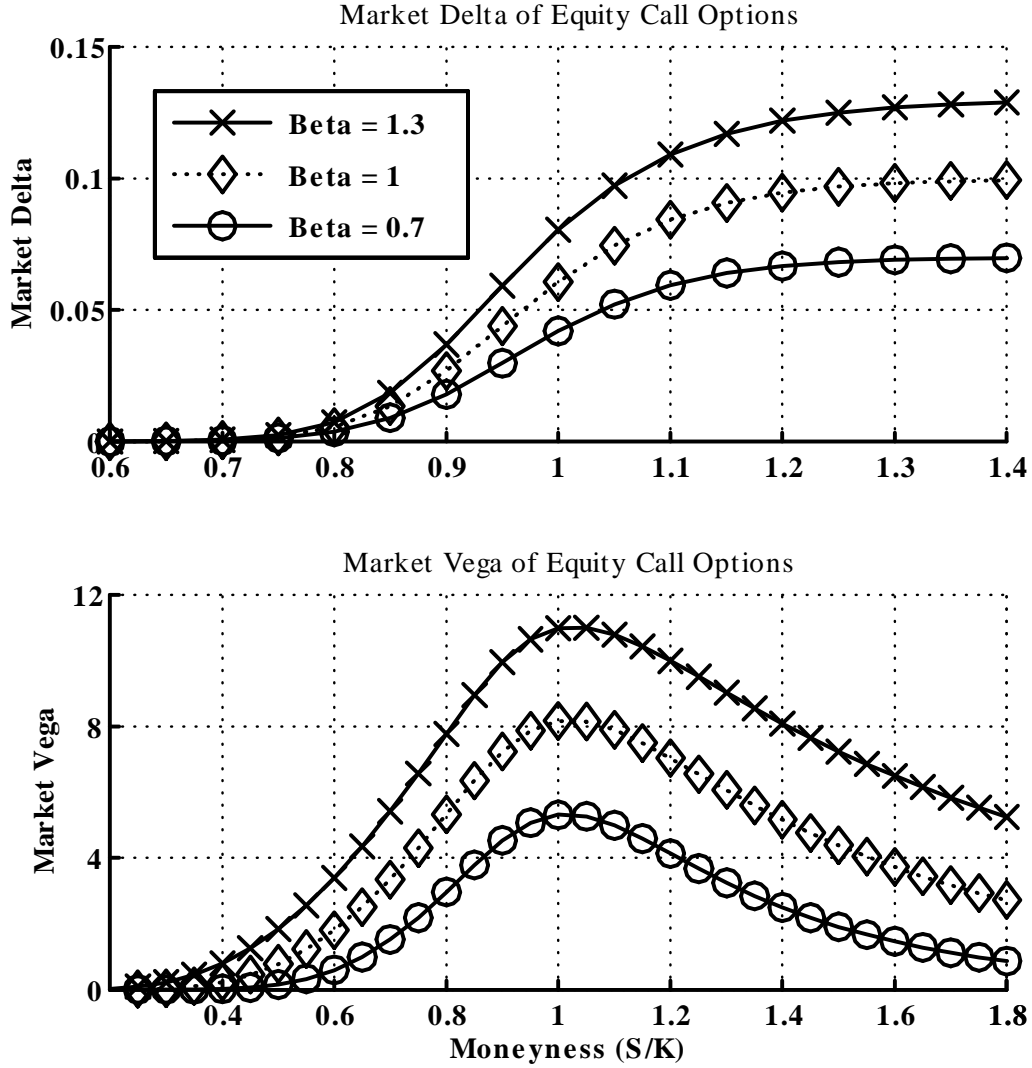 Market Delta of Equity Call Options
0.15
0.1
0.05
0
Market Delta
Beta = 1.3
Beta = 1
Beta = 0.7
0.6 0.7 0.8 0.9 1 1.1 1.2 1.3 1.4
Market Vega of Equity Call Options
12
8
4
0
Market Vega
0.4 0.6 0.8 1 1.2 1.4 1.6 1.8
Moneyness (S/K)